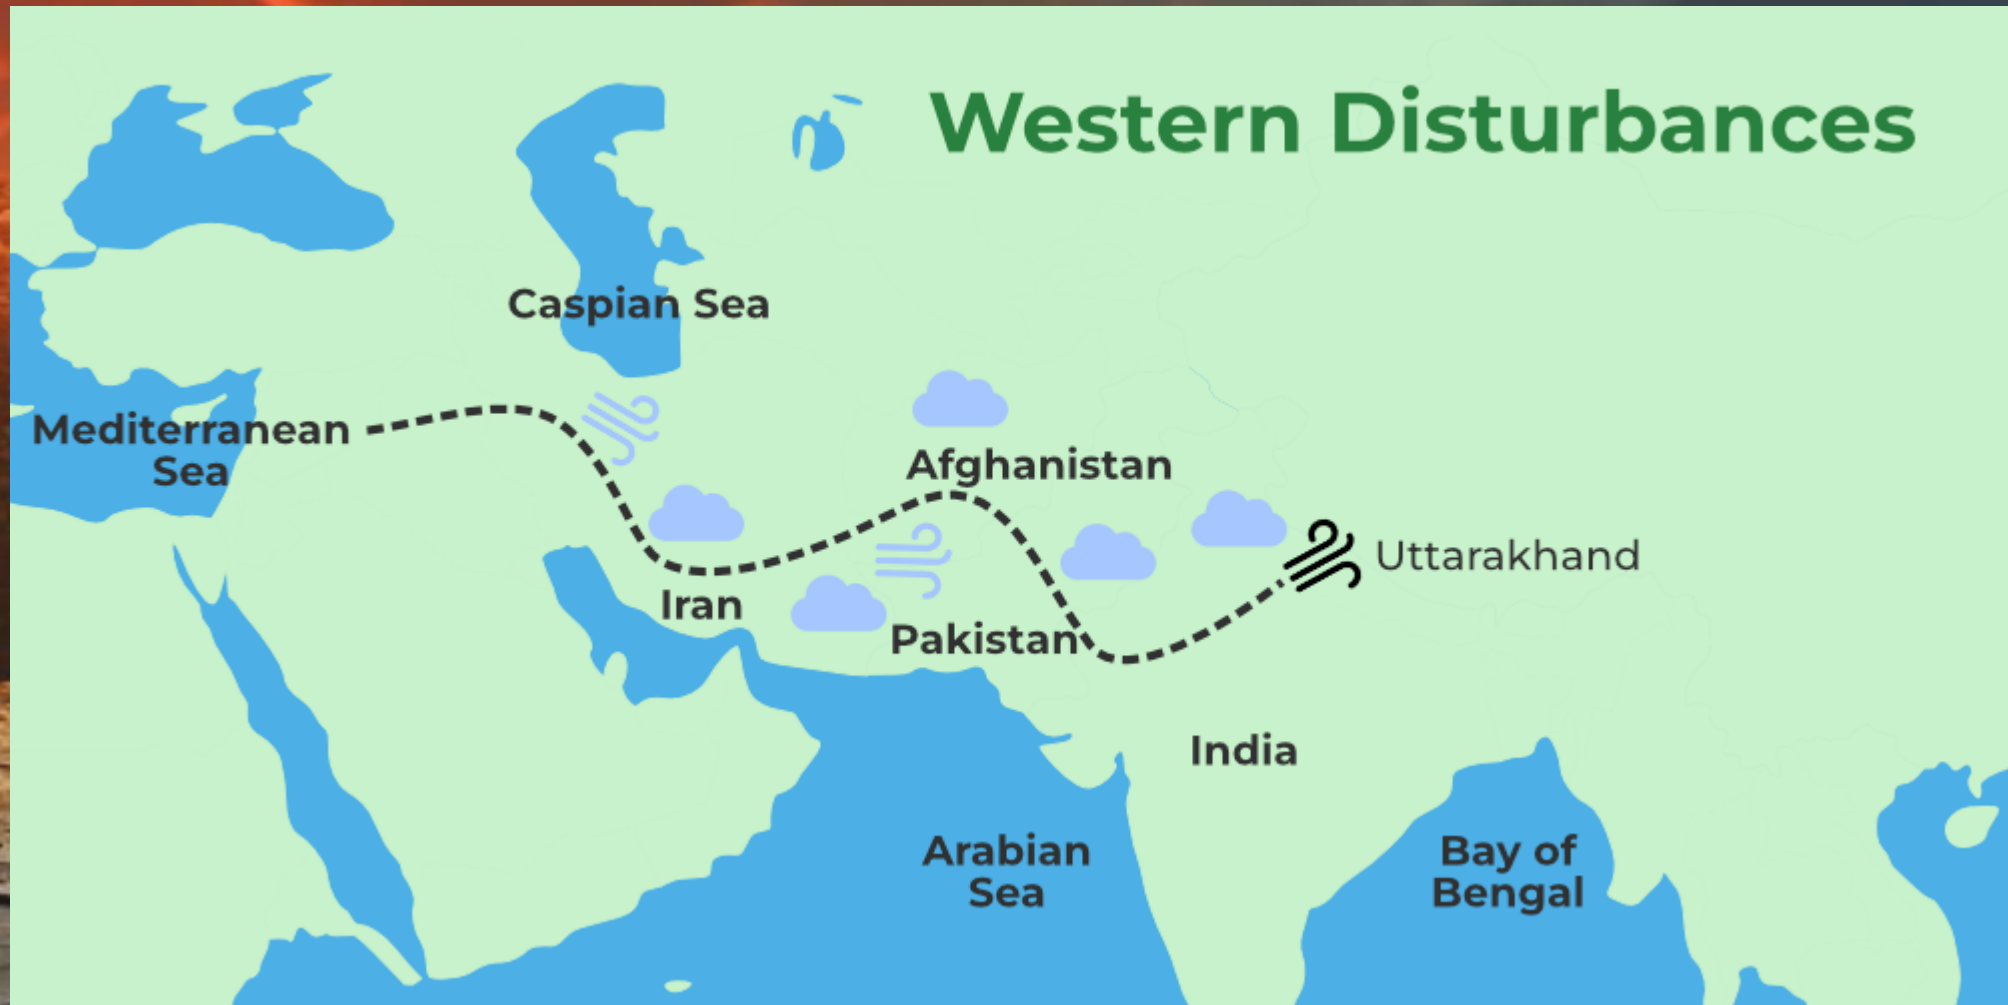 Western Disturbances
Caspian Sea
Mediterranean
Sea
Afghanistan
Uttarakhand
Iran
Pakistan
India
Arabian
Sea
Bay of
Bengal